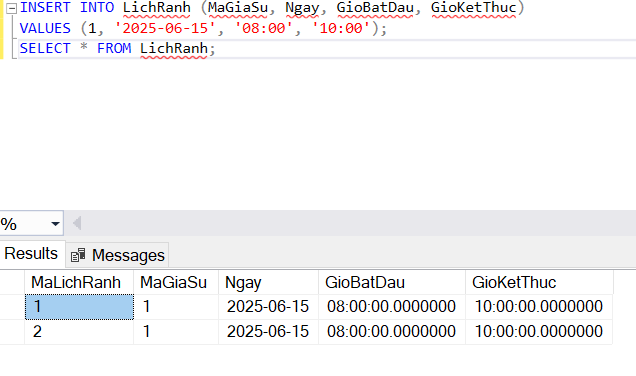 INSERT INTO LichRanh (MaGiaSu, Ngay, GioBatDau, GioKetThuc)
VALUES (1, '2025-06-15', '08:00', '10:00');
SELECT * FROM LichRanh;
%
Results Messages
MaLichRanh MaGiaSu Ngay GioBatDau GioKetThuc
1 1 2025-06-15 08:00:00.0000000 10:00:00.0000000
2 1 2025-06-15 08:00:00.0000000 10:00:00.0000000